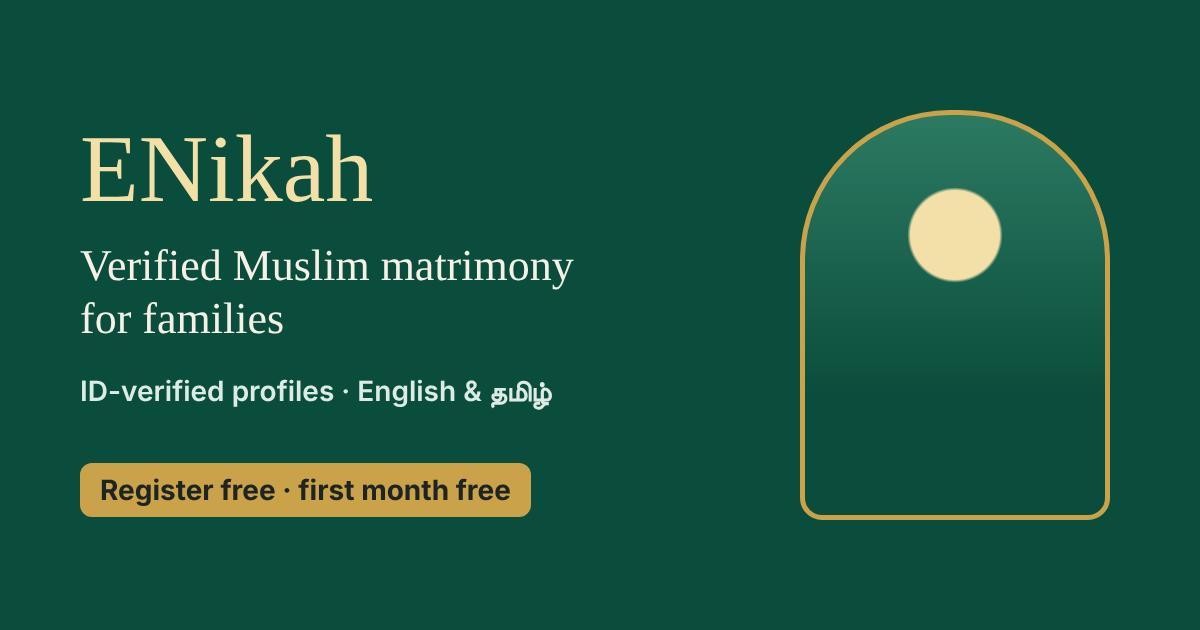 ENikah
Verified Muslim matrimony
for families
ID-verified profiles · English & தமிழ்
Register free · first month free